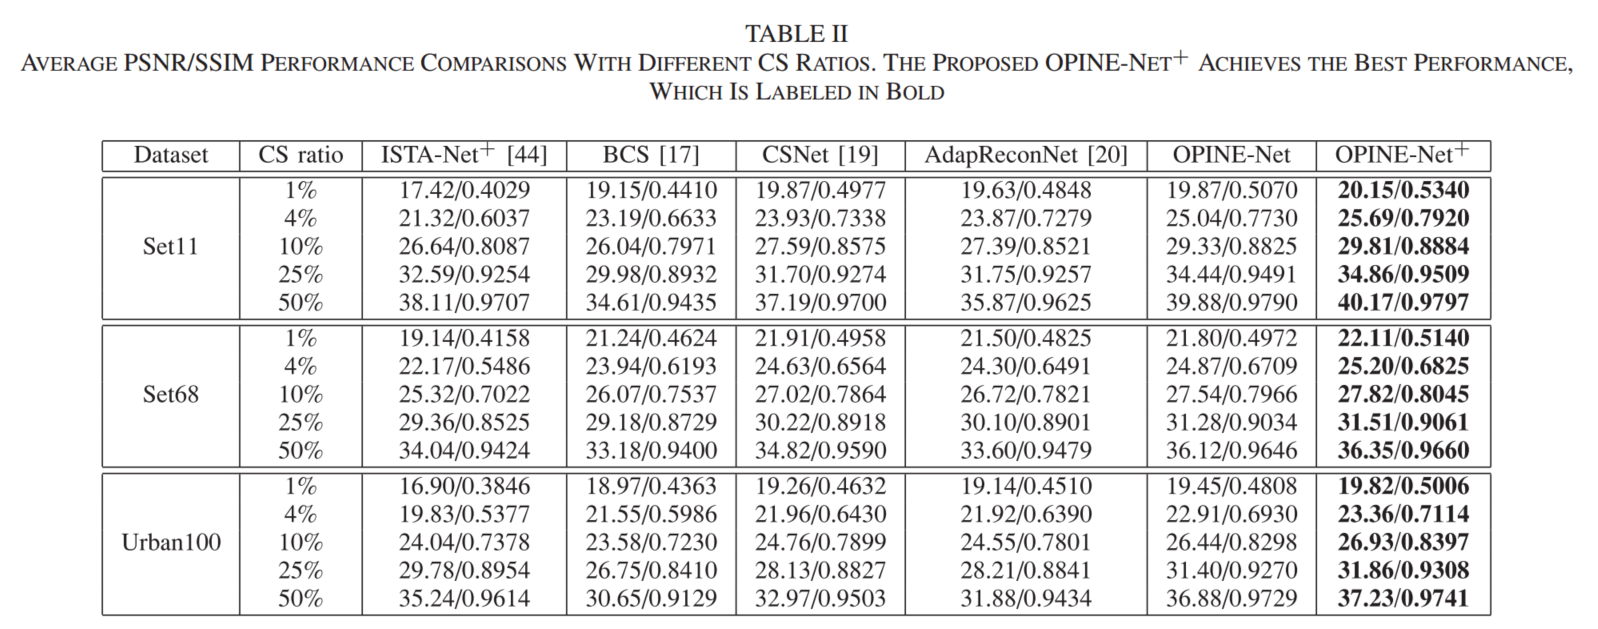 TABLE II
AVERAGE PSNR/SSIM PERFORMANCE COMPARISONS WITH DIFFERENT CS RATIOS. THE PROPOSED OPINE-NET+ ACHIEVES THE BEST PERFORMANCE,
WHICH IS LABELED IN BOLD
Dataset CS ratio ISTA-Net+ [44] BCS [17] CSNet [19] AdapReconNet [20] OPINE-Net OPINE-Net+
1% 17.42/0.4029 19.15/0.4410 19.87/0.4977 19.63/0.4848 19.87/0.5070 20.15/0.5340
4% 21.32/0.6037 23.19/0.6633 23.93/0.7338 23.87/0.7279 25.04/0.7730 25.69/0.7920
Set11 10% 26.64/0.8087 26.04/0.7971 27.59/0.8575 27.39/0.8521 29.33/0.8825 29.81/0.8884
25% 32.59/0.9254 29.98/0.8932 31.70/0.9274 31.75/0.9257 34.44/0.9491 34.86/0.9509
50% 38.11/0.9707 34.61/0.9435 37.19/0.9700 35.87/0.9625 39.88/0.9790 40.17/0.9797
1% 19.14/0.4158 21.24/0.4624 21.91/0.4958 21.50/0.4825 21.80/0.4972 22.11/0.5140
4% 22.17/0.5486 23.94/0.6193 24.63/0.6564 24.30/0.6491 24.87/0.6709 25.20/0.6825
Set68 10% 25.32/0.7022 26.07/0.7537 27.02/0.7864 26.72/0.7821 27.54/0.7966 27.82/0.8045
25% 29.36/0.8525 29.18/0.8729 30.22/0.8918 30.10/0.8901 31.28/0.9034 31.51/0.9061
50% 34.04/0.9424 33.18/0.9400 34.82/0.9590 33.60/0.9479 36.12/0.9646 36.35/0.9660
1% 16.90/0.3846 18.97/0.4363 19.26/0.4632 19.14/0.4510 19.45/0.4808 19.82/0.5006
4% 19.83/0.5377 21.55/0.5986 21.96/0.6430 21.92/0.6390 22.91/0.6930 23.36/0.7114
Urban100 10% 24.04/0.7378 23.58/0.7230 24.76/0.7899 24.55/0.7801 26.44/0.8298 26.93/0.8397
25% 29.78/0.8954 26.75/0.8410 28.13/0.8827 28.21/0.8841 31.40/0.9270 31.86/0.9308
50% 35.24/0.9614 30.65/0.9129 32.97/0.9503 31.88/0.9434 36.88/0.9729 37.23/0.9741